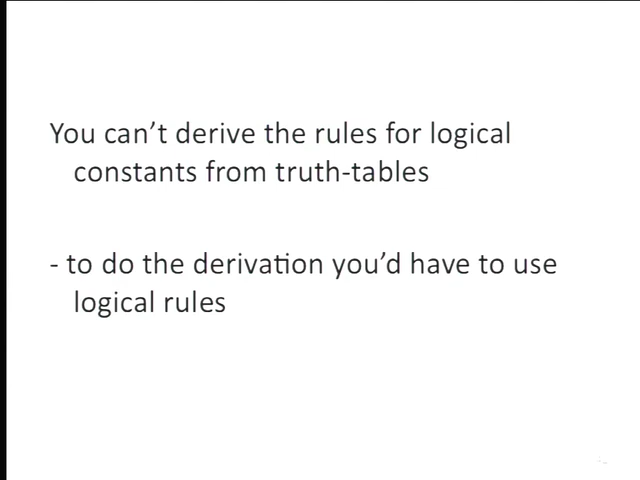 You can’t derive the rules for logical
constants from truth-tables
- to do the derivation you’d have to use
logical rules